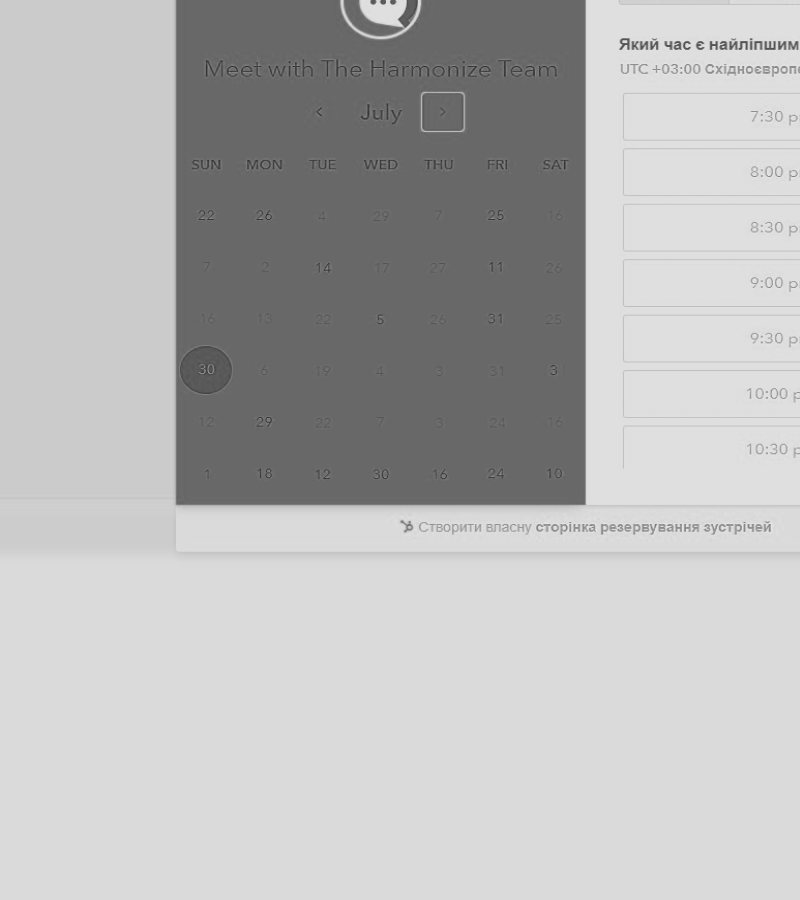 Meet with The Harmonize Team
July
SUN MON TUE WED THU FRI SAT
22 26 4 29 7 25 16
7 2 14 17 27 11 26
16 13 22 5 26 31 25
30 6 19 4 3 31 3
12 29 22 7 3 24 16
1 18 12 30 16 24 10
Який час є найліпшим
UTC +03:00 Східноєвропе
7:30 p
8:00 p
8:30 p
9:00 p
9:30 p
10:00 p
10:30 p
Створити власну сторінка резервування зустрічей